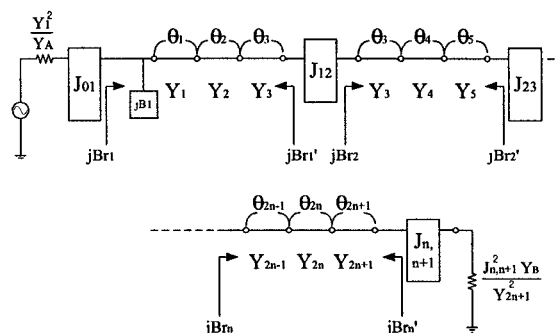 Y1²/YA
J01
jB1
θ1 θ2 θ3
Y1 Y2 Y3
J12
θ3 θ4 θ5
Y3 Y4 Y5
J23
jBr1 jBr1' jBr2 jBr2'
θ2n-1 θ2n θ2n+1
Y2n-1 Y2n Y2n+1
Jn,
n+1
J²n,n+1 YB
Y²2n+1
jBrn jBrn'